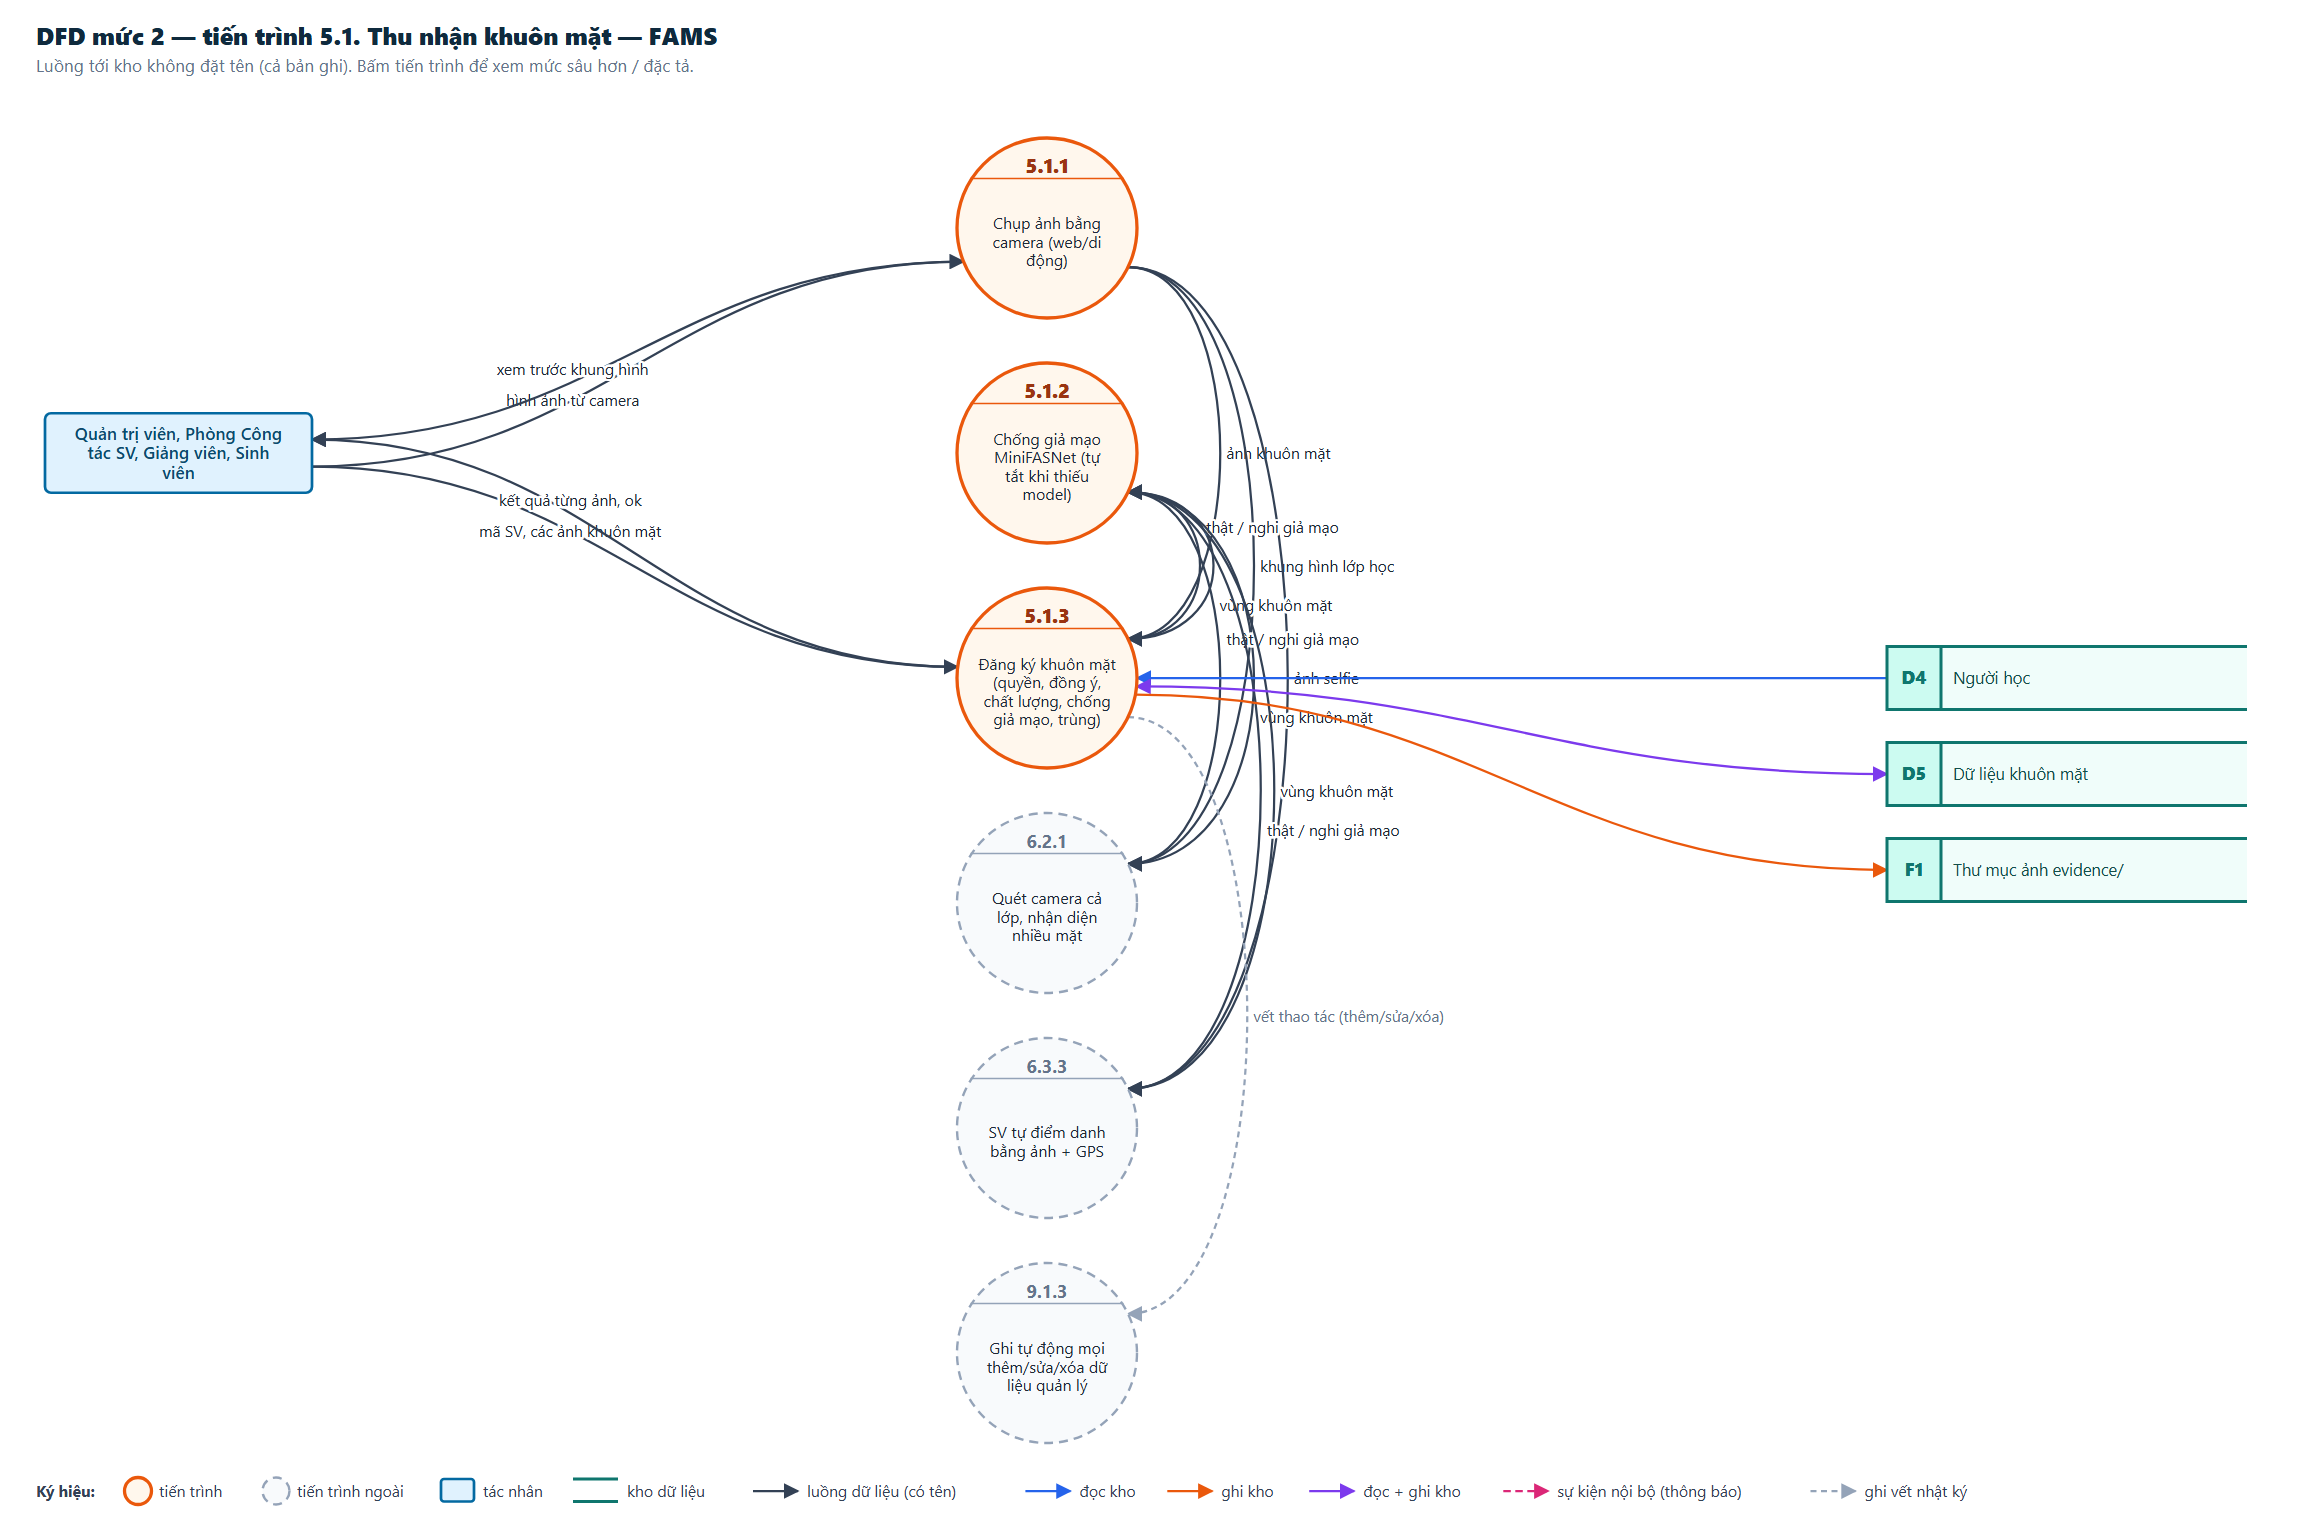 DFD mức 2 — tiến trình 5.1. Thu nhận khuôn mặt — FAMS
Luồng tới kho không đặt tên (cả bản ghi). Bấm tiến trình để xem mức sâu hơn / đặc tả.
5.1.1
Chụp ảnh bằng
camera (web/di
động)
5.1.2
Chống giả mạo
MiniFASNet (tự
tắt khi thiếu
model)
xem trước khung hình
hình ảnh từ camera
Quản trị viên, Phòng Công
tác SV, Giảng viên, Sinh
viên
kết quả từng ảnh, ok
mã SV, các ảnh khuôn mặt
ảnh khuôn mặt
thật / nghi giả mạo
khung hình lớp học
vùng khuôn mặt
thật / nghi giả mạo
ảnh selfie
vùng khuôn mặt
vùng khuôn mặt
thật / nghi giả mạo
5.1.3
Đăng ký khuôn mặt
(quyền, đồng ý,
chất lượng, chống
giả mạo, trùng)
D4
Người học
D5
Dữ liệu khuôn mặt
F1
Thư mục ảnh evidence/
6.2.1
Quét camera cả
lớp, nhận diện
nhiều mặt
vết thao tác (thêm/sửa/xóa)
6.3.3
SV tự điểm danh
bằng ảnh + GPS
9.1.3
Ghi tự động mọi
thêm/sửa/xóa dữ
liệu quản lý
Ký hiệu:
tiến trình
tiến trình ngoài
tác nhân
kho dữ liệu
luồng dữ liệu (có tên)
đọc kho
ghi kho
đọc + ghi kho
sự kiện nội bộ (thông báo)
ghi vết nhật ký